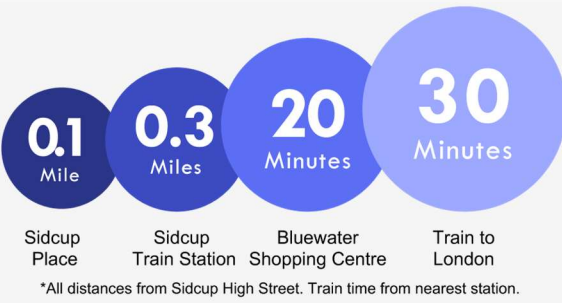 0.1
Mile
0.3
Miles
20
Minutes
30
Minutes
Sidcup
Place
Sidcup
Train Station
Bluewater
Shopping Centre
Train to
London
*All distances from Sidcup High Street. Train time from nearest station.